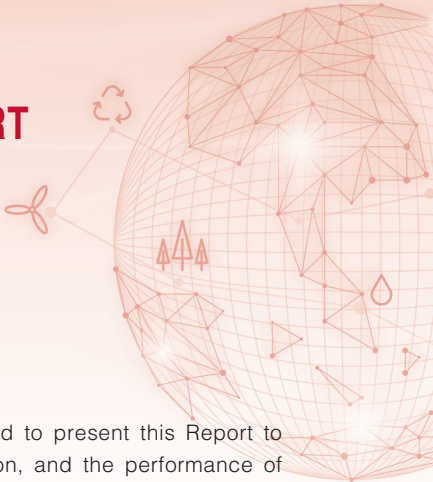 RT
d to present this Report to
on, and the performance of